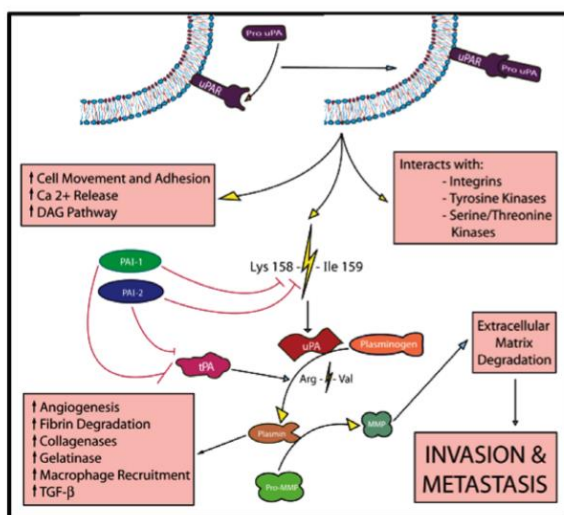 Pro uPA
uPAR
uPAR
Pro uPA
↑ Cell Movement and Adhesion
↑ Ca 2+ Release
↑ DAG Pathway
Interacts with:
- Integrins
- Tyrosine Kinases
- Serine/Threonine
Kinases
PAI-1
PAI-2
Lys 158 - - Ile 159
uPA
Plasminogen
tPA
Arg - - Val
Extracellular
Matrix
Degradation
↑ Angiogenesis
↑ Fibrin Degradation
↑ Collagenases
↑ Gelatinase
↑ Macrophage Recruitment
↑ TGF-β
Plasmin
MMP
Pro-MMP
INVASION &
METASTASIS